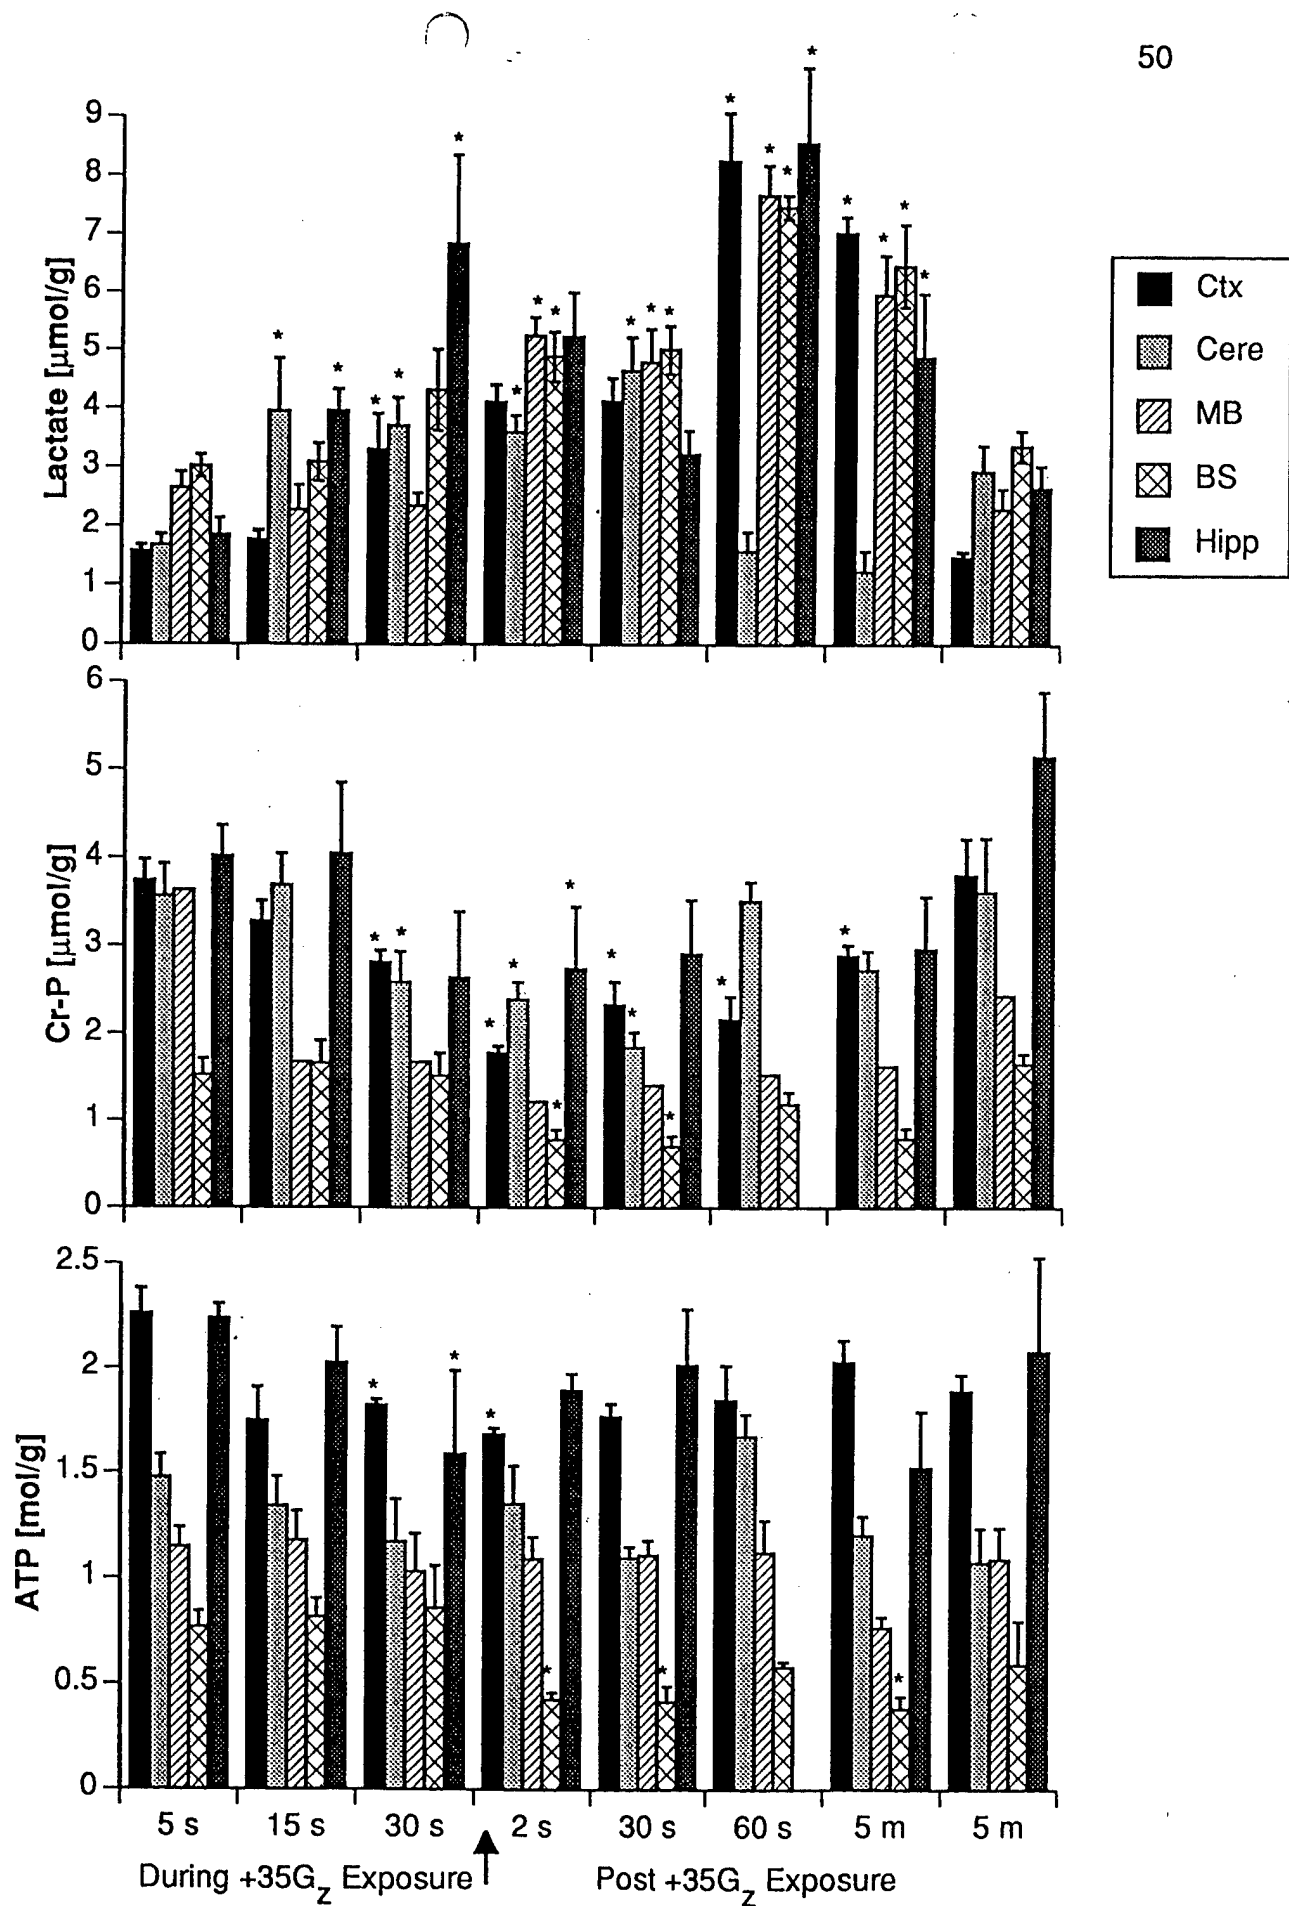 50
9
8
7
6
5
4
3
2
1
0
Lactate [µmol/g]
* * * * * * * * * * * * * * * * * * *
Ctx
Cere
MB
BS
Hipp
6
5
4
3
2
1
0
Cr-P [µmol/g]
* * * * * * * * * * *
2.5
2
1.5
1
0.5
0
ATP [mol/g]
* * * * * *
5 s 15 s 30 s 2 s 30 s 60 s 5 m 5 m
During +35Gz Exposure Post +35Gz Exposure